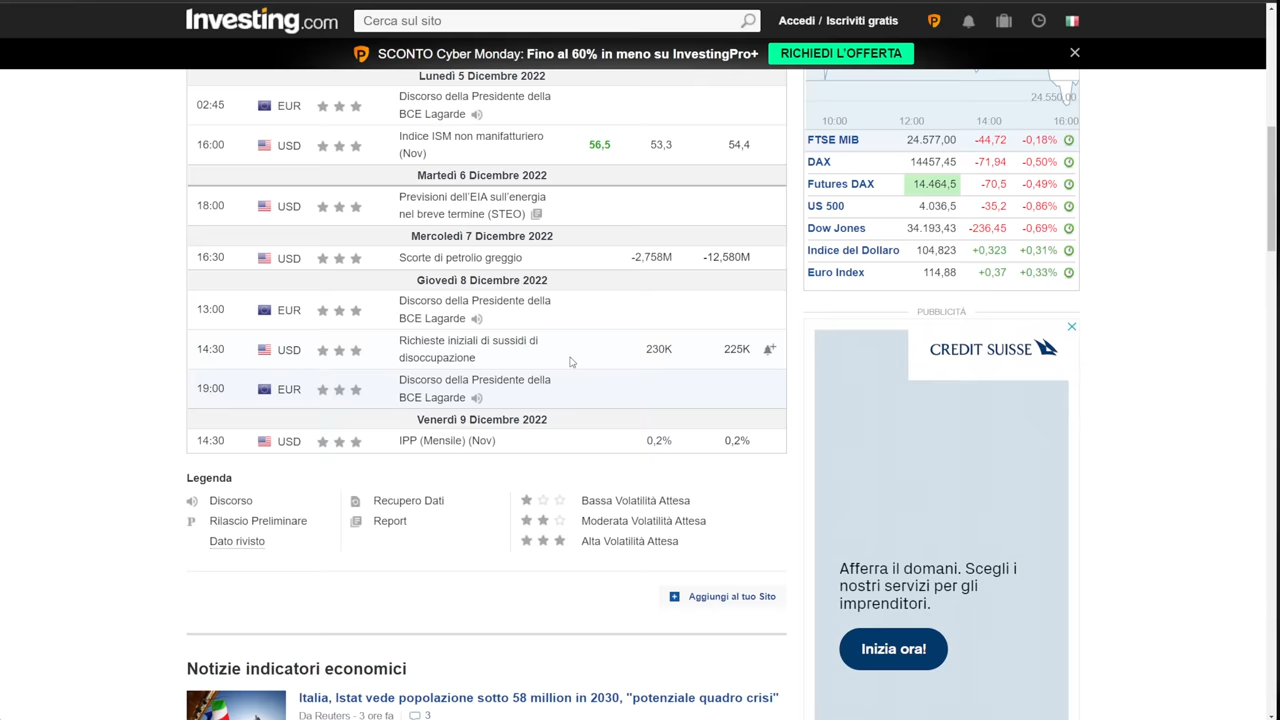 Investing.com
Cerca sul sito
Accedi / Iscriviti gratis
SCONTO Cyber Monday: Fino al 60% in meno su InvestingPro+
RICHIEDI L'OFFERTA
Lunedì 5 Dicembre 2022
02:45 EUR Discorso della Presidente della
BCE Lagarde
16:00 USD Indice ISM non manifatturiero
(Nov) 56,5 53,3 54,4
Martedì 6 Dicembre 2022
18:00 USD Previsioni dell'EIA sull'energia
nel breve termine (STEO)
Mercoledì 7 Dicembre 2022
16:30 USD Scorte di petrolio greggio -2,758M -12,580M
Giovedì 8 Dicembre 2022
13:00 EUR Discorso della Presidente della
BCE Lagarde
14:30 USD Richieste iniziali di sussidi di
disoccupazione 230K 225K
19:00 EUR Discorso della Presidente della
BCE Lagarde
Venerdì 9 Dicembre 2022
14:30 USD IPP (Mensile) (Nov) 0,2% 0,2%
Legenda
Discorso Recupero Dati Bassa Volatilità Attesa
P Rilascio Preliminare Report Moderata Volatilità Attesa
Dato rivisto Alta Volatilità Attesa
Aggiungi al tuo Sito
Notizie indicatori economici
Italia, Istat vede popolazione sotto 58 million in 2030, "potenziale quadro crisi"
Da Reuters - 3 ore fa 3
24.550,00
10:00 12:00 14:00 16:00
FTSE MIB 24.577,00 -44,72 -0,18%
DAX 14457,45 -71,94 -0,50%
Futures DAX 14.464,5 -70,5 -0,49%
US 500 4.036,5 -35,2 -0,86%
Dow Jones 34.193,43 -236,45 -0,69%
Indice del Dollaro 104,823 +0,323 +0,31%
Euro Index 114,88 +0,37 +0,33%
PUBBLICITÀ
CREDIT SUISSE
Afferra il domani. Scegli i
nostri servizi per gli
imprenditori.
Inizia ora!